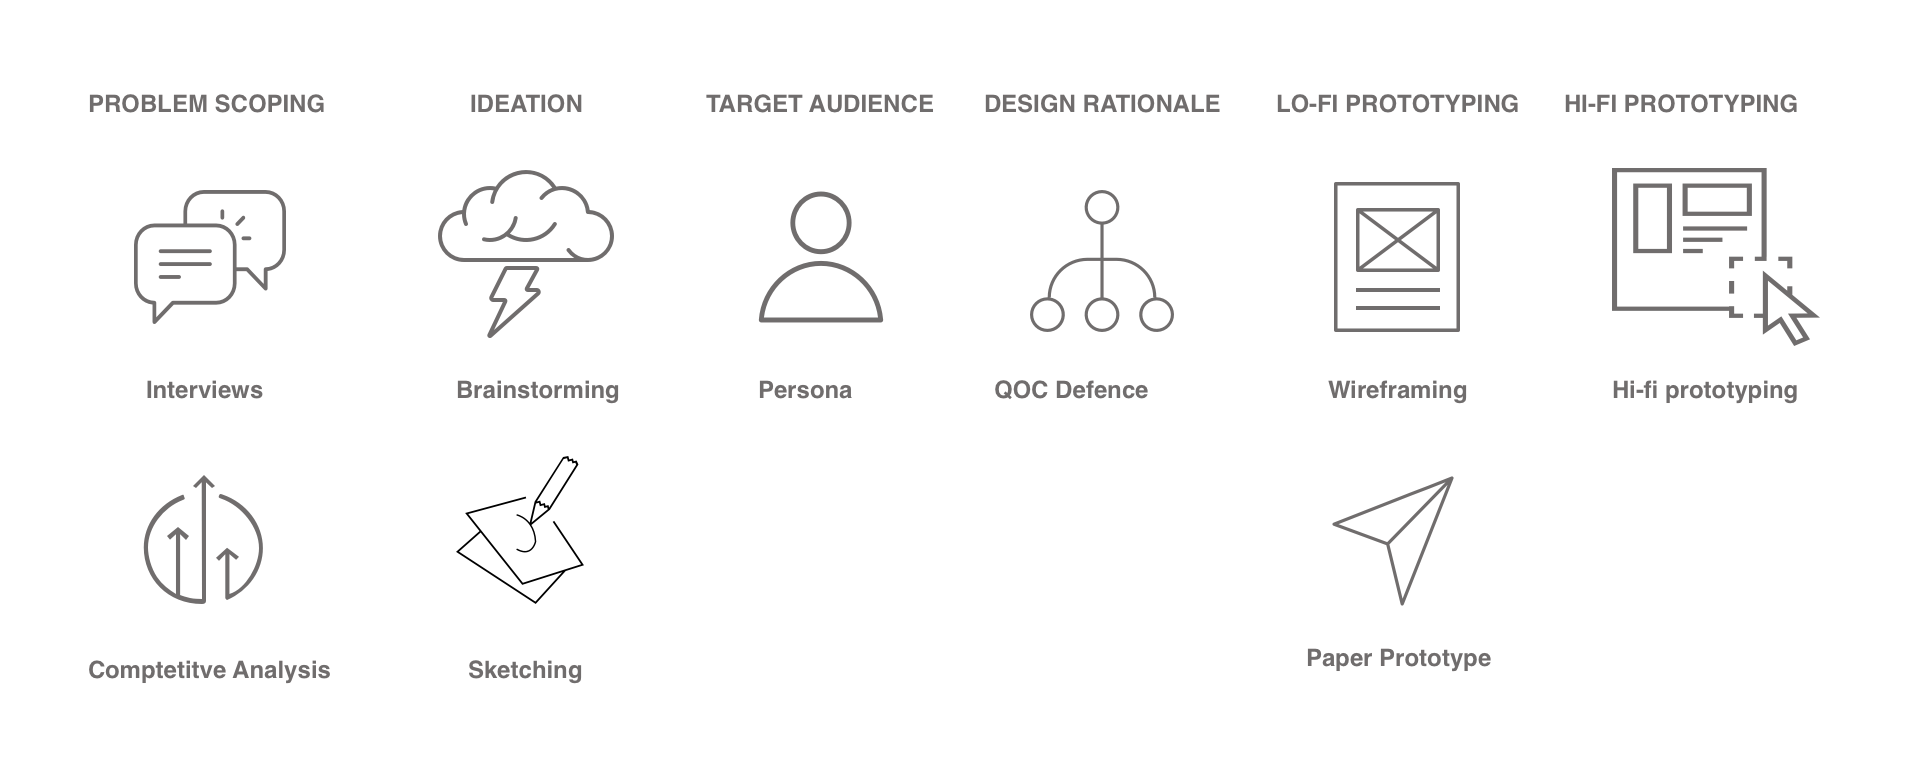 PROBLEM SCOPING
IDEATION
TARGET AUDIENCE
DESIGN RATIONALE
LO-FI PROTOTYPING
HI-FI PROTOTYPING
Interviews
Brainstorming
Persona
QOC Defence
Wireframing
Hi-fi prototyping
Comptetitve Analysis
Sketching
Paper Prototype